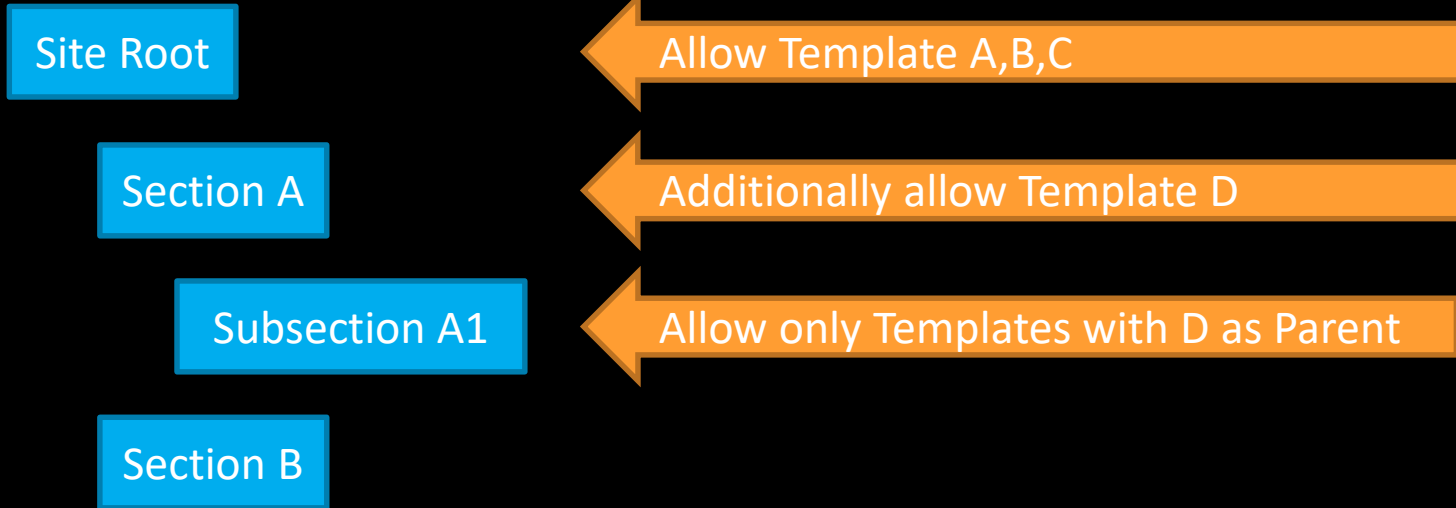 Site Root
Allow Template A,B,C
Section A
Additionally allow Template D
Subsection A1
Allow only Templates with D as Parent
Section B